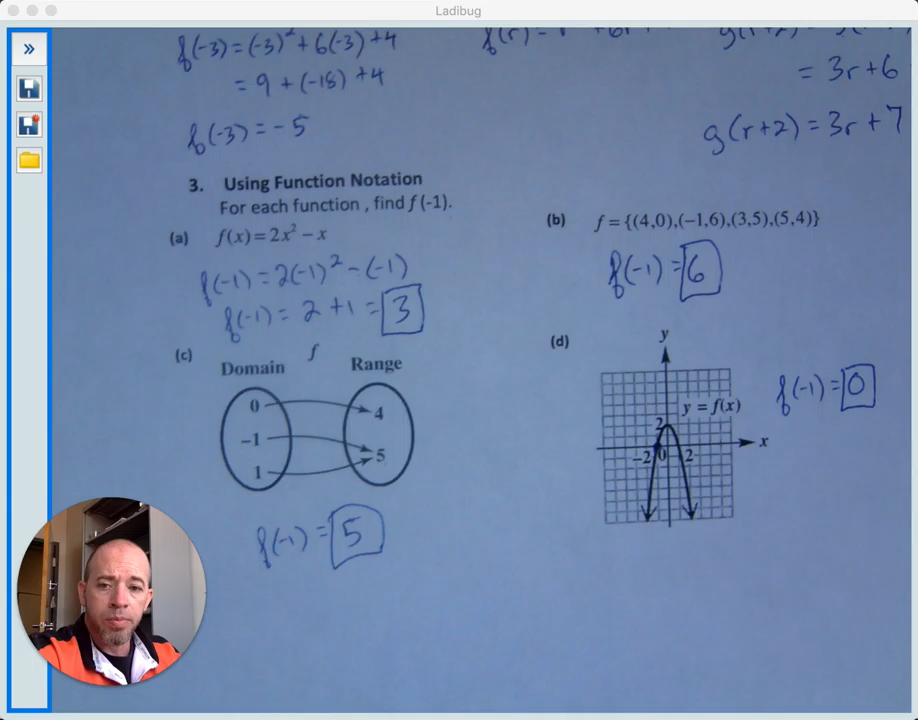 Ladibug
»
f(-3) = (-3)² + 6(-3) + 4
= 9 + (-18) + 4
f(-3) = -5
= 3r + 6
g(r+2) = 3r + 7
3. Using Function Notation
For each function , find f (-1).
(a) f(x) = 2x² − x
f(-1) = 2(-1)² - (-1)
f(-1) = 2 + 1 = 3
(b) f = {(4,0),(−1,6),(3,5),(5,4)}
f(-1) = 6
(c) f
Domain Range
0 4
−1 5
1
f(-1) = 5
(d) y
y = f(x)
2
x
−2 0 2
f(-1) = 0